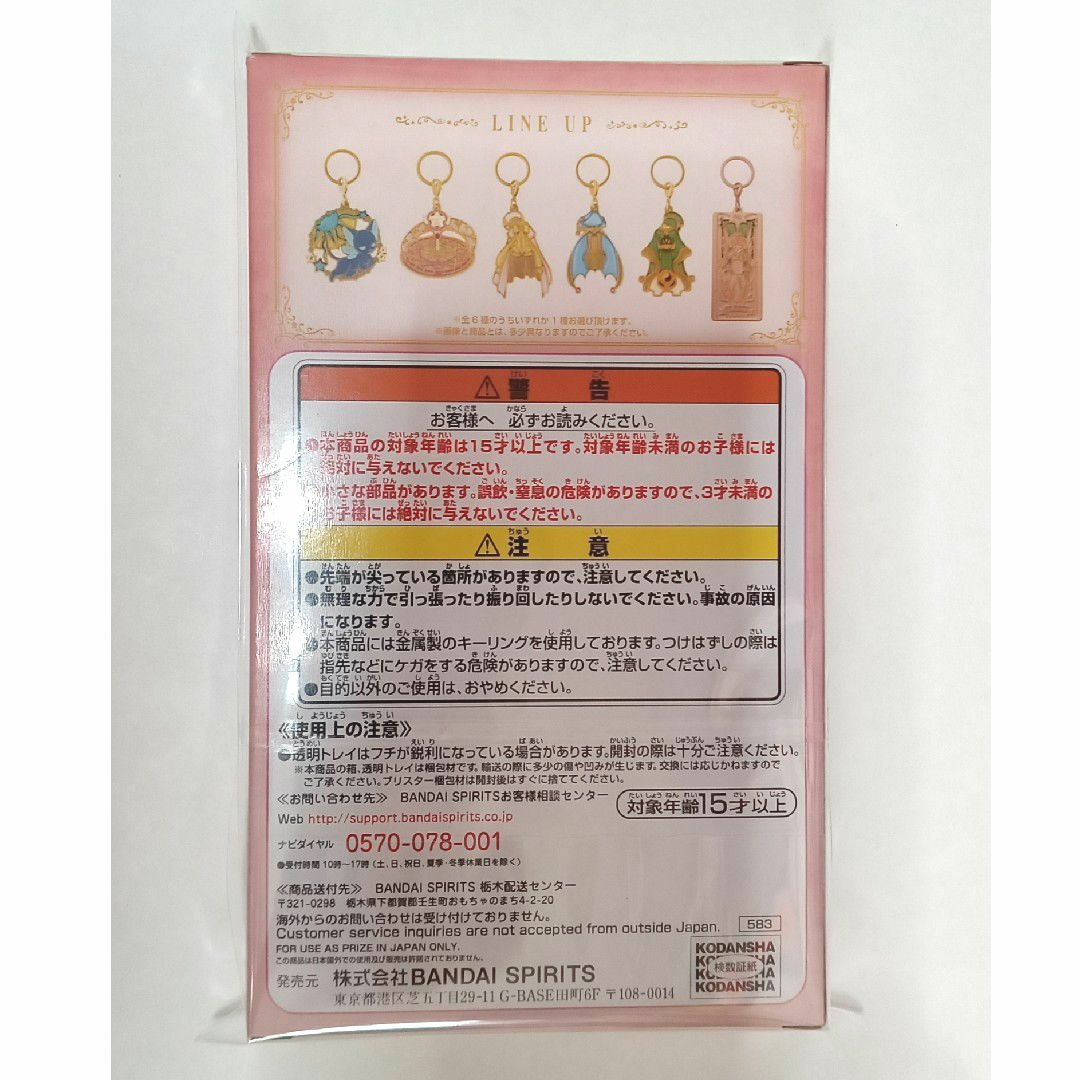 LINE UP
※全6種のうちいずれか1種お選び頂けます。
※画像と商品とは、多少異なりますのでご了承ください。
⚠警告
お客様へ 必ずお読みください。
●本商品の対象年齢は15才以上です。対象年齢未満のお子様には
絶対に与えないでください。
小さな部品があります。誤飲・窒息の危険がありますので、3才未満の
お子様には絶対に与えないでください。
⚠注意
●先端が尖っている箇所がありますので、注意してください。
●無理な力で引っ張ったり振り回したりしないでください。事故の原因
になります。
●本商品には金属製のキーリングを使用しております。つけはずしの際は
指先などにケガをする危険がありますので、注意してください。
●目的以外のご使用は、おやめください。
《使用上の注意》
●透明トレイはフチが鋭利になっている場合があります。開封の際は十分ご注意ください。
※本商品の箱、透明トレイは梱包材です。輸送の際に多少の傷や凹みが生じます。交換には応じかねますので
ご了承ください。ブリスター梱包材は開封後はすぐに捨ててください。
≪お問い合わせ先≫ BANDAI SPIRITSお客様相談センター
対象年齢15才以上
Web http://support.bandaispirits.co.jp
ナビダイヤル 0570-078-001
●受付時間 10時~17時(土、日、祝日、夏季・冬季休業日を除く)
≪商品送付先≫ BANDAI SPIRITS 栃木配送センター
〒321-0298 栃木県下都賀郡壬生町おもちゃのまち4-2-20
海外からのお問い合わせは受け付けておりません。
Customer service inquiries are not accepted from outside Japan.
583
FOR USE AS PRIZE IN JAPAN ONLY.
この商品は日本国外での使用及び販売は許諾されておりません。
発売元 株式会社BANDAI SPIRITS
東京都港区芝五丁目29-11 G-BASE田町6F 〒108-0014
KODANSHA
検数証紙
KODANSHA